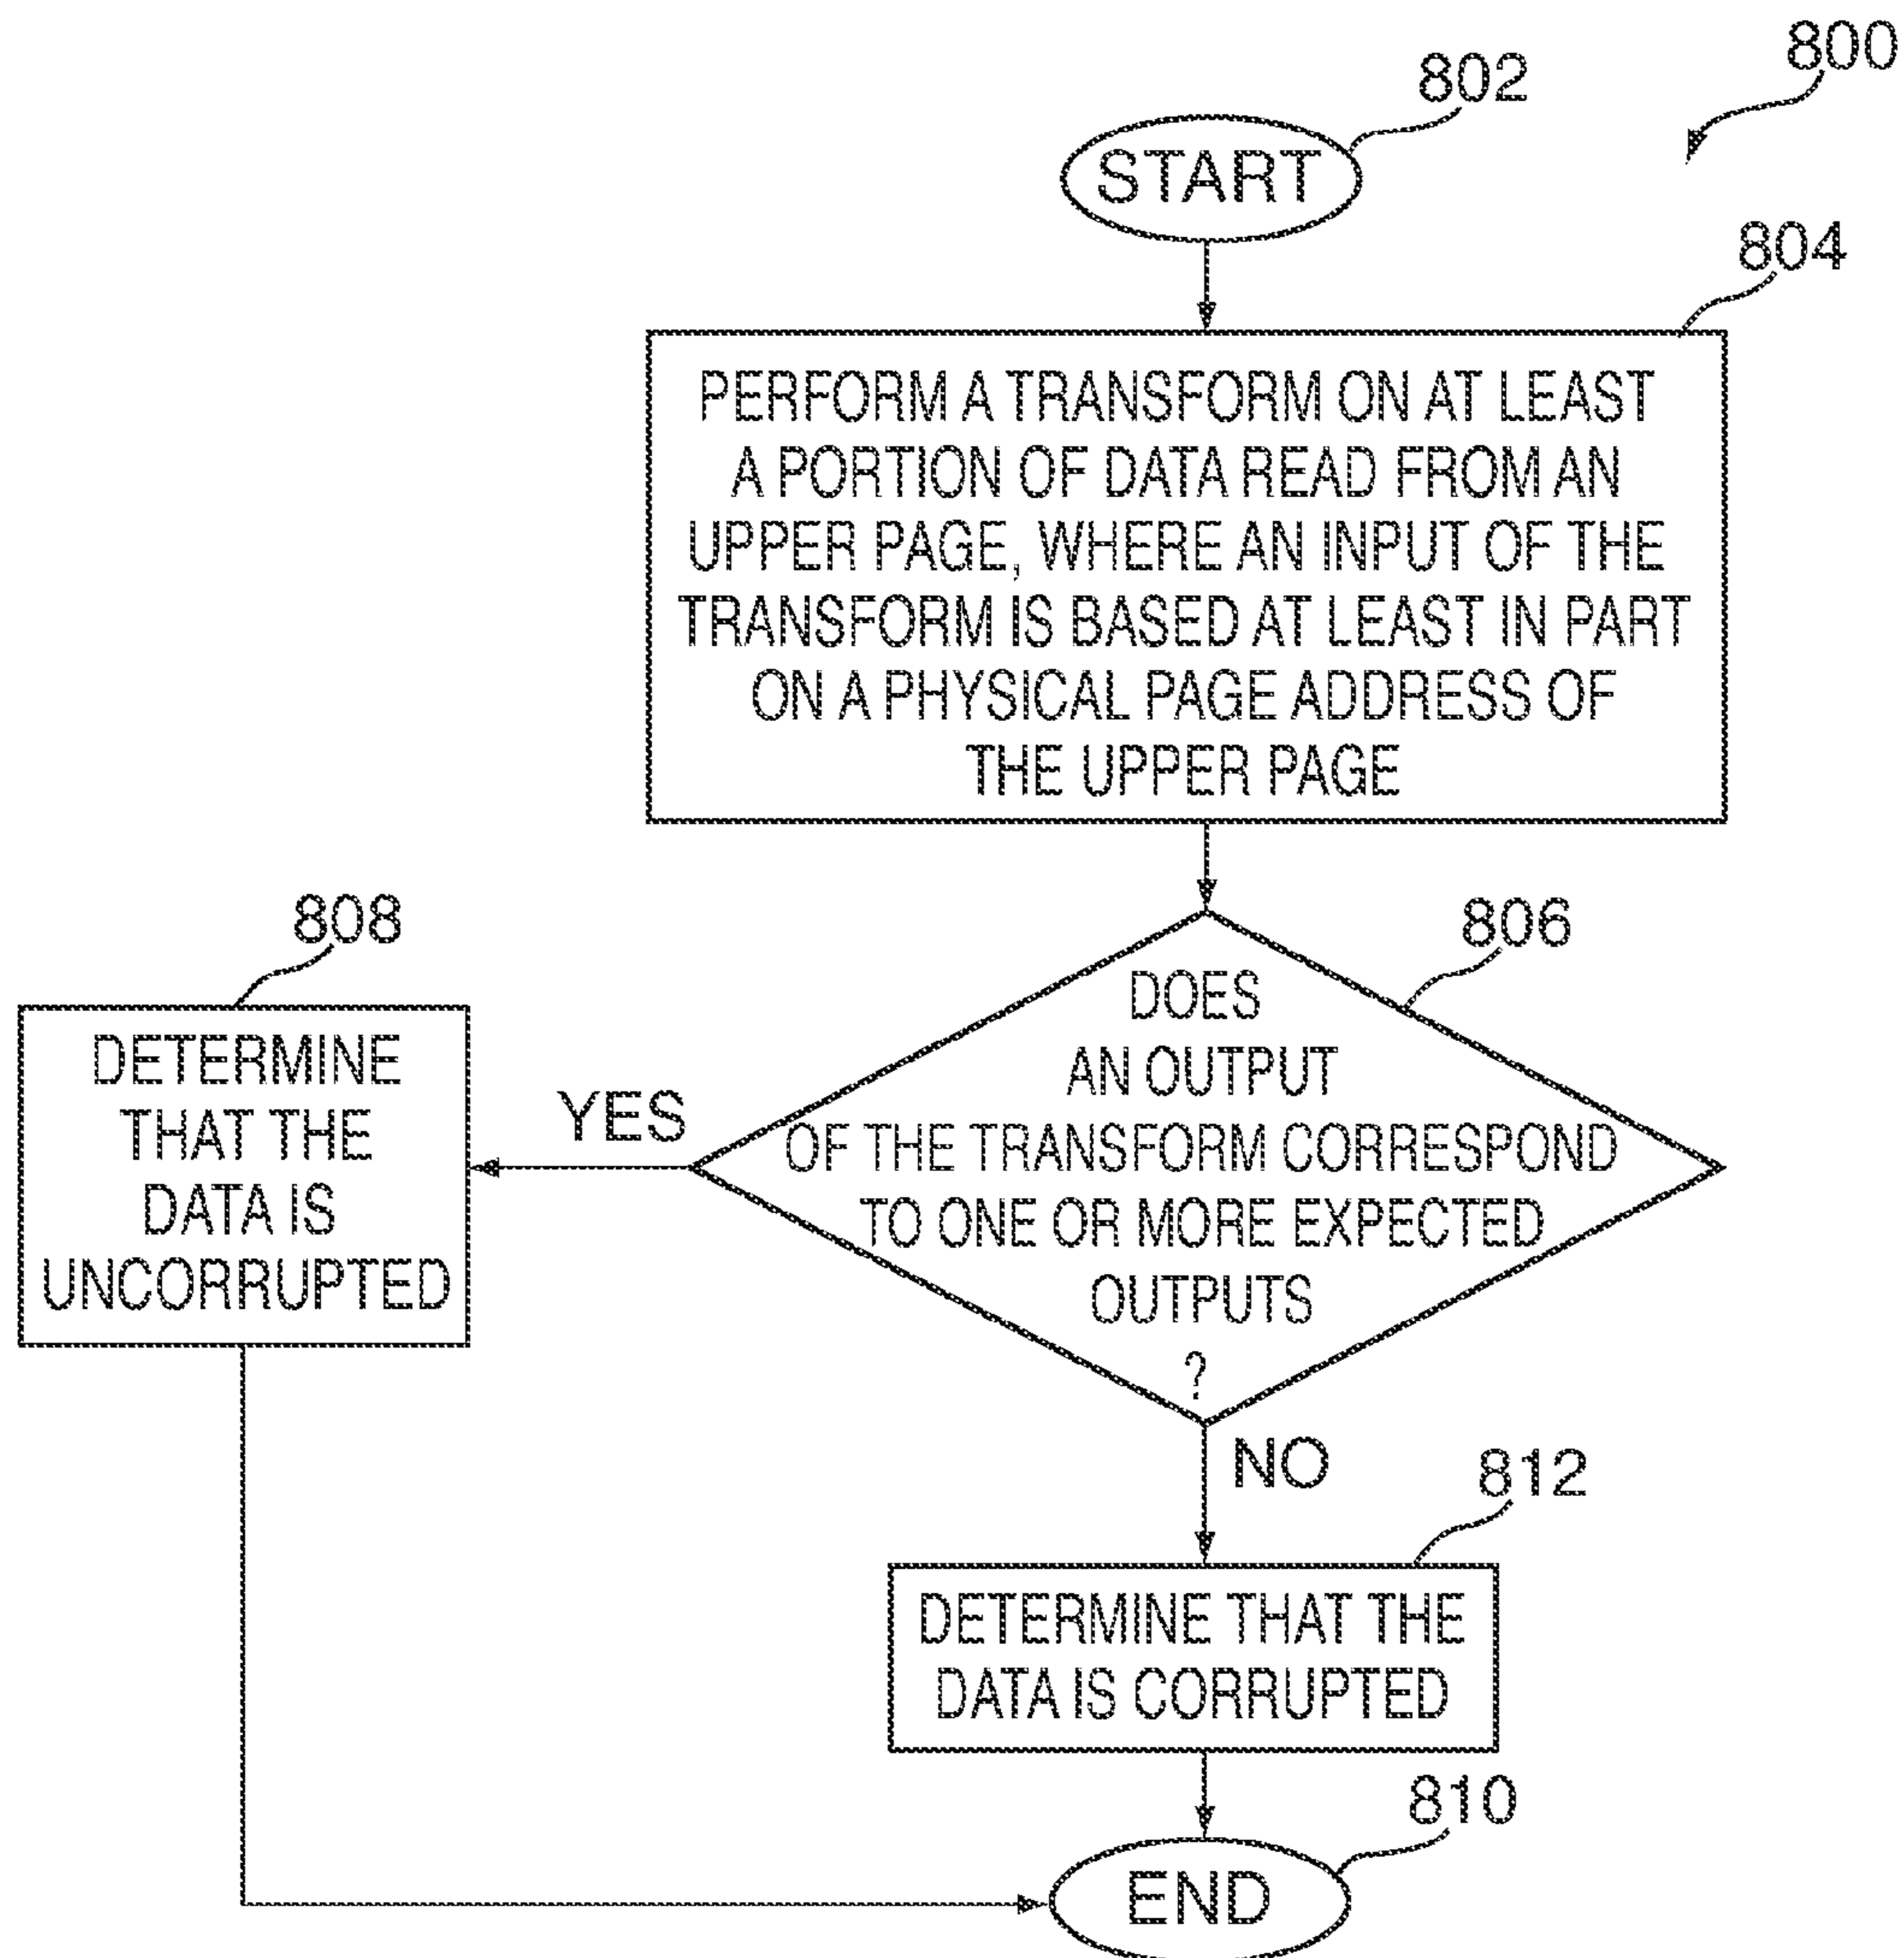 800
802
START
804
PERFORM A TRANSFORM ON AT LEAST
A PORTION OF DATA READ FROM AN
UPPER PAGE, WHERE AN INPUT OF THE
TRANSFORM IS BASED AT LEAST IN PART
ON A PHYSICAL PAGE ADDRESS OF
THE UPPER PAGE
806
DOES
AN OUTPUT
OF THE TRANSFORM CORRESPOND
TO ONE OR MORE EXPECTED
OUTPUTS
?
YES
808
DETERMINE
THAT THE
DATA IS
UNCORRUPTED
NO
812
DETERMINE THAT THE
DATA IS CORRUPTED
810
END